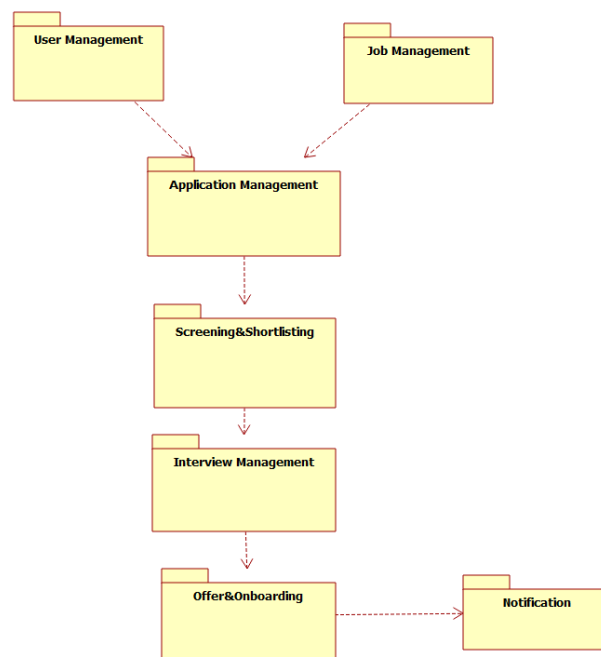 User Management
Job Management
Application Management
Screening&Shortlisting
Interview Management
Offer&Onboarding
Notification